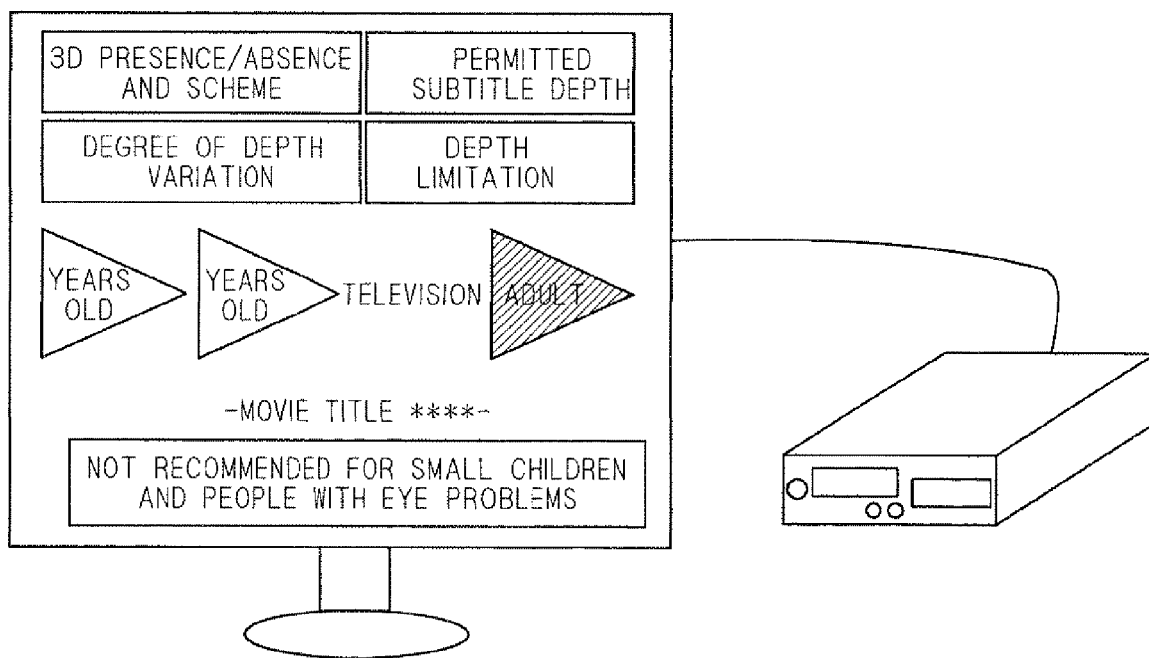 3D PRESENCE/ABSENCE
AND SCHEME
PERMITTED
SUBTITLE DEPTH
DEGREE OF DEPTH
VARIATION
DEPTH
LIMITATION
YEARS
OLD
YEARS
OLD
TELEVISION
ADULT
-MOVIE TITLE ****-
NOT RECOMMENDED FOR SMALL CHILDREN
AND PEOPLE WITH EYE PROBLEMS